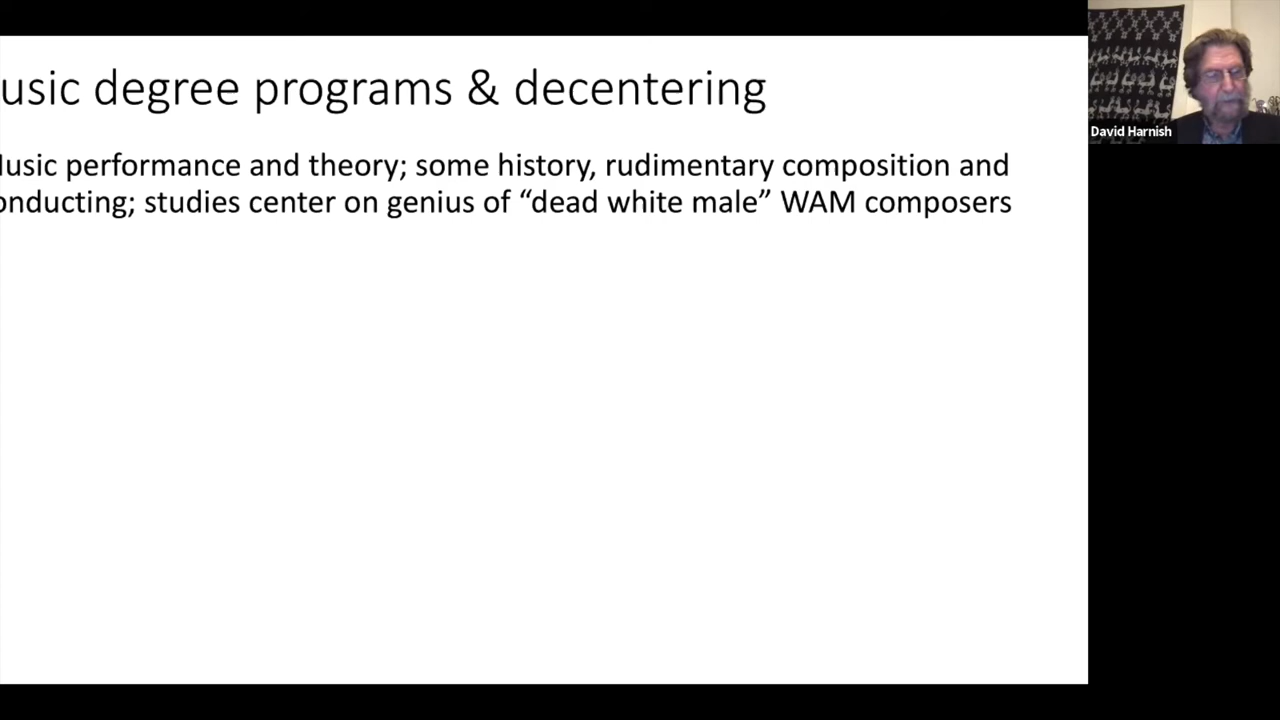 usic degree programs & decentering
usic performance and theory; some history, rudimentary composition and
onducting; studies center on genius of “dead white male” WAM composers
David Harnish